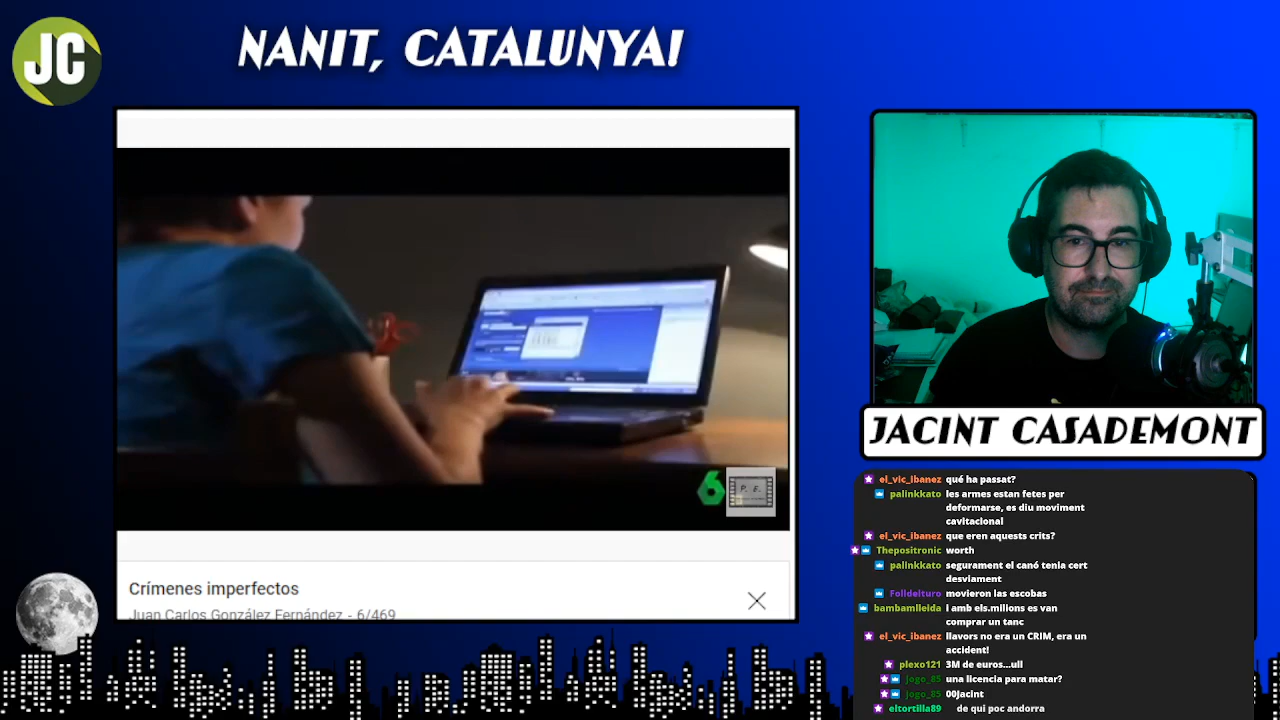 JC
NANIT, CATALUNYA!
6
P. E.
Crímenes imperfectos
Juan Carlos González Fernández - 6/469
JACINT CASADEMONT
el_vic_ibanez qué ha passat?
palinkkato les armes estan fetes per
deformarse, es diu moviment
cavitacional
el_vic_ibanez que eren aquests crits?
Thepositronic worth
palinkkato segurament el canó tenia cert
desviament
Folideituro movieron las escobas
bambamlleida i amb els.milions es van
comprar un tanc
el_vic_ibanez llavors no era un CRIM, era un
accident!
plexo121 3M de euros...ull
jogo_85 una licencia para matar?
jogo_85 00Jacint
eltortilla89 de qui poc andorra